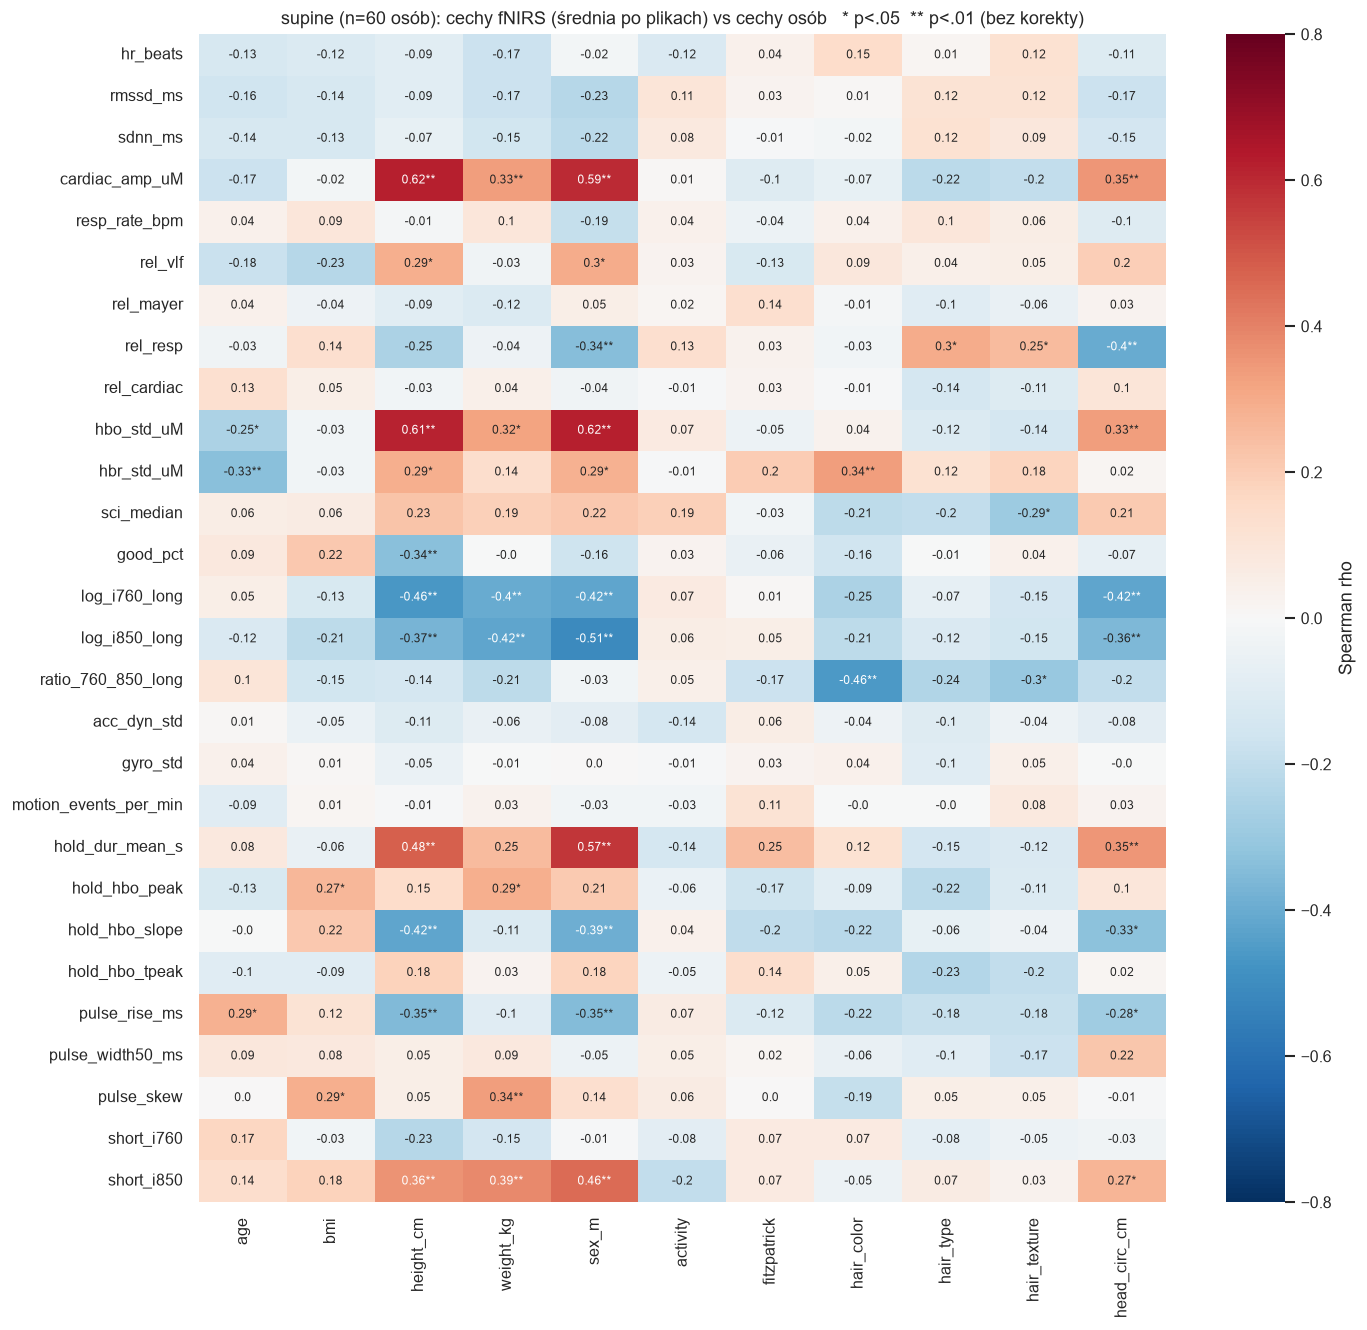 supine (n=60 osób): cechy fNIRS (średnia po plikach) vs cechy osób   * p<.05  ** p<.01 (bez korekty)
hr_beats -0.13 -0.12 -0.09 -0.17 -0.02 -0.12 0.04 0.15 0.01 0.12 -0.11
rmssd_ms -0.16 -0.14 -0.09 -0.17 -0.23 0.11 0.03 0.01 0.12 0.12 -0.17
sdnn_ms -0.14 -0.13 -0.07 -0.15 -0.22 0.08 -0.01 -0.02 0.12 0.09 -0.15
cardiac_amp_uM -0.17 -0.02 0.62** 0.33** 0.59** 0.01 -0.1 -0.07 -0.22 -0.2 0.35**
resp_rate_bpm 0.04 0.09 -0.01 0.1 -0.19 0.04 -0.04 0.04 0.1 0.06 -0.1
rel_vlf -0.18 -0.23 0.29* -0.03 0.3* 0.03 -0.13 0.09 0.04 0.05 0.2
rel_mayer 0.04 -0.04 -0.09 -0.12 0.05 0.02 0.14 -0.01 -0.1 -0.06 0.03
rel_resp -0.03 0.14 -0.25 -0.04 -0.34** 0.13 0.03 -0.03 0.3* 0.25* -0.4**
rel_cardiac 0.13 0.05 -0.03 0.04 -0.04 -0.01 0.03 -0.01 -0.14 -0.11 0.1
hbo_std_uM -0.25* -0.03 0.61** 0.32* 0.62** 0.07 -0.05 0.04 -0.12 -0.14 0.33**
hbr_std_uM -0.33** -0.03 0.29* 0.14 0.29* -0.01 0.2 0.34** 0.12 0.18 0.02
sci_median 0.06 0.06 0.23 0.19 0.22 0.19 -0.03 -0.21 -0.2 -0.29* 0.21
good_pct 0.09 0.22 -0.34** -0.0 -0.16 0.03 -0.06 -0.16 -0.01 0.04 -0.07
log_i760_long 0.05 -0.13 -0.46** -0.4** -0.42** 0.07 0.01 -0.25 -0.07 -0.15 -0.42**
log_i850_long -0.12 -0.21 -0.37** -0.42** -0.51** 0.06 0.05 -0.21 -0.12 -0.15 -0.36**
ratio_760_850_long 0.1 -0.15 -0.14 -0.21 -0.03 0.05 -0.17 -0.46** -0.24 -0.3* -0.2
acc_dyn_std 0.01 -0.05 -0.11 -0.06 -0.08 -0.14 0.06 -0.04 -0.1 -0.04 -0.08
gyro_std 0.04 0.01 -0.05 -0.01 0.0 -0.01 0.03 0.04 -0.1 0.05 -0.0
motion_events_per_min -0.09 0.01 -0.01 0.03 -0.03 -0.03 0.11 -0.0 -0.0 0.08 0.03
hold_dur_mean_s 0.08 -0.06 0.48** 0.25 0.57** -0.14 0.25 0.12 -0.15 -0.12 0.35**
hold_hbo_peak -0.13 0.27* 0.15 0.29* 0.21 -0.06 -0.17 -0.09 -0.22 -0.11 0.1
hold_hbo_slope -0.0 0.22 -0.42** -0.11 -0.39** 0.04 -0.2 -0.22 -0.06 -0.04 -0.33*
hold_hbo_tpeak -0.1 -0.09 0.18 0.03 0.18 -0.05 0.14 0.05 -0.23 -0.2 0.02
pulse_rise_ms 0.29* 0.12 -0.35** -0.1 -0.35** 0.07 -0.12 -0.22 -0.18 -0.18 -0.28*
pulse_width50_ms 0.09 0.08 0.05 0.09 -0.05 0.05 0.02 -0.06 -0.1 -0.17 0.22
pulse_skew 0.0 0.29* 0.05 0.34** 0.14 0.06 0.0 -0.19 0.05 0.05 -0.01
short_i760 0.17 -0.03 -0.23 -0.15 -0.01 -0.08 0.07 0.07 -0.08 -0.05 -0.03
short_i850 0.14 0.18 0.36** 0.39** 0.46** -0.2 0.07 -0.05 0.07 0.03 0.27*
age bmi height_cm weight_kg sex_m activity fitzpatrick hair_color hair_type hair_texture head_circ_cm
0.8
0.6
0.4
0.2
0.0
−0.2
−0.4
−0.6
−0.8
Spearman rho